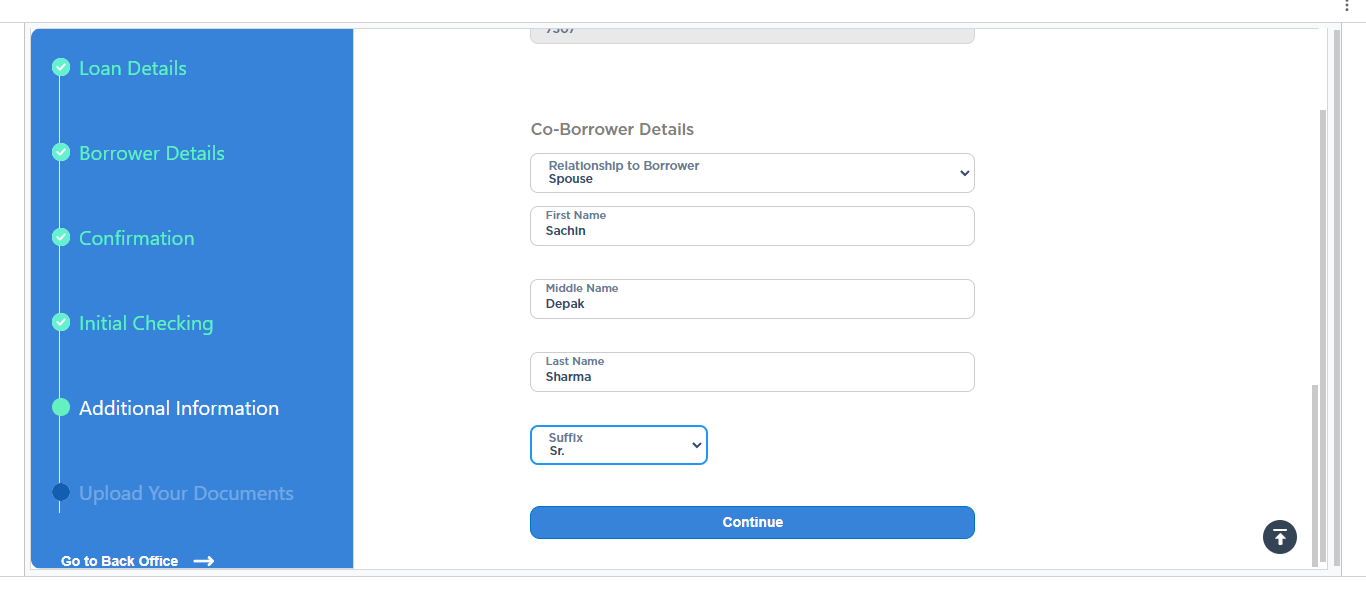 Loan Details
Borrower Details
Confirmation
Initial Checking
Additional Information
Upload Your Documents
Go to Back Office
Co-Borrower Details
Relationship to Borrower
Spouse
First Name
Sachin
Middle Name
Depak
Last Name
Sharma
Suffix
Sr.
Continue